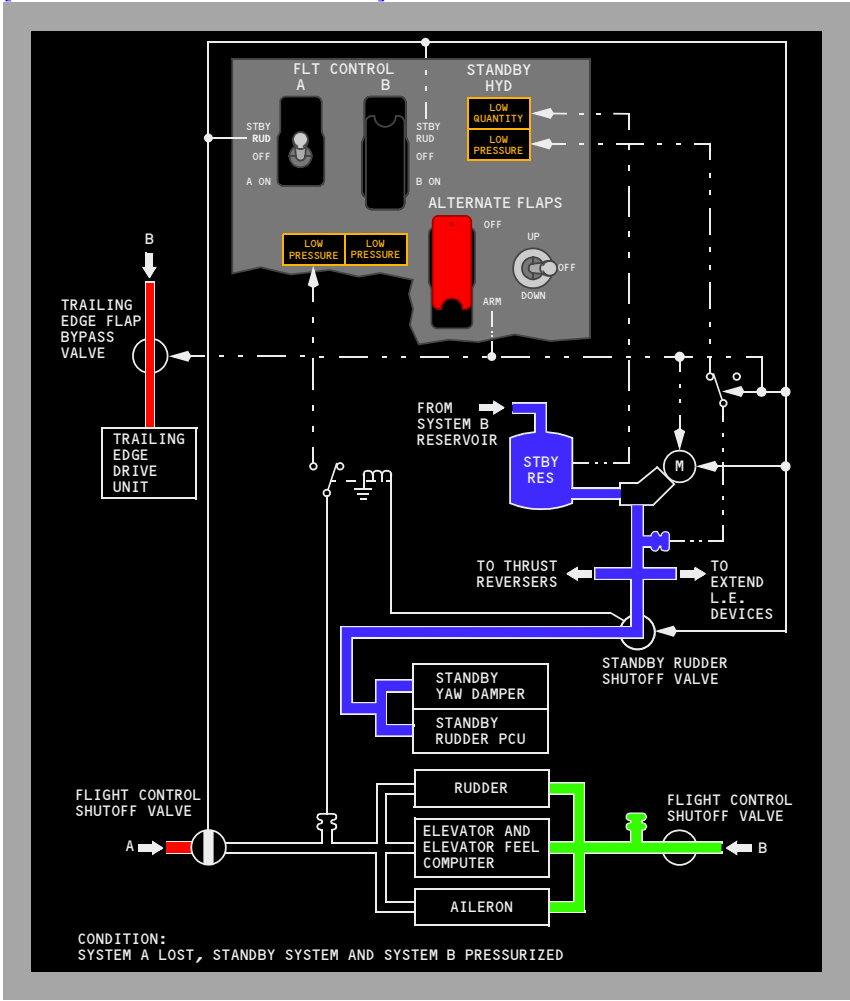 FLT CONTROL
A
B
STANDBY
HYD
LOW
QUANTITY
LOW
PRESSURE
STBY
RUD
OFF
A ON
STBY
RUD
OFF
B ON
ALTERNATE FLAPS
OFF
UP
OFF
DOWN
ARM
LOW
PRESSURE
LOW
PRESSURE
B
TRAILING
EDGE FLAP
BYPASS
VALVE
TRAILING
EDGE
DRIVE
UNIT
FROM
SYSTEM B
RESERVOIR
STBY
RES
M
TO THRUST
REVERSERS
TO
EXTEND
L.E.
DEVICES
STANDBY RUDDER
SHUTOFF VALVE
STANDBY
YAW DAMPER
STANDBY
RUDDER PCU
FLIGHT CONTROL
SHUTOFF VALVE
A
RUDDER
ELEVATOR AND
ELEVATOR FEEL
COMPUTER
AILERON
FLIGHT CONTROL
SHUTOFF VALVE
B
CONDITION:
SYSTEM A LOST, STANDBY SYSTEM AND SYSTEM B PRESSURIZED